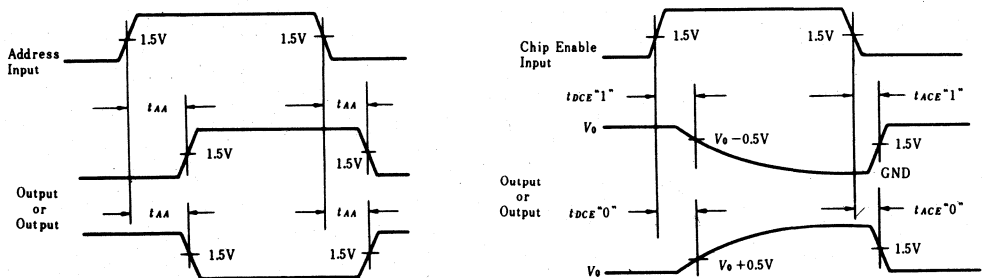 Address
Input
1.5V
1.5V
tAA
tAA
1.5V
1.5V
Output
or
Output
tAA
tAA
1.5V
1.5V
Chip Enable
Input
1.5V
1.5V
tDCE"1"
tACE"1"
V0
V0−0.5V
1.5V
GND
Output
or
Output
tDCE"0"
tACE"0"
1.5V
V0
V0+0.5V